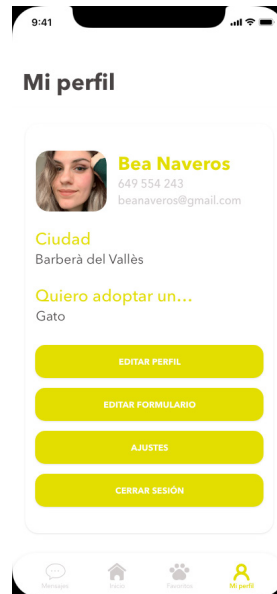 9:41
Mi perfil
Bea Naveros
649 554 243
beanaveros@gmail.com
Ciudad
Barberà del Vallès
Quiero adoptar un...
Gato
EDITAR PERFIL
EDITAR FORMULARIO
AJUSTES
CERRAR SESIÓN
Mensajes
Inicio
Favoritos
Mi perfil